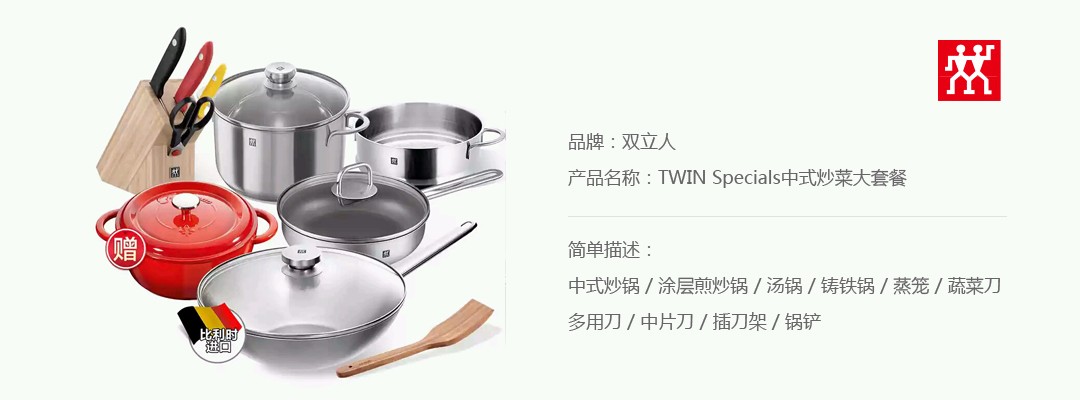 赠
比利时
进口
品牌：双立人
产品名称：TWIN Specials中式炒菜大套餐
简单描述：
中式炒锅 / 涂层煎炒锅 / 汤锅 / 铸铁锅 / 蒸笼 / 蔬菜刀
多用刀 / 中片刀 / 插刀架 / 锅铲